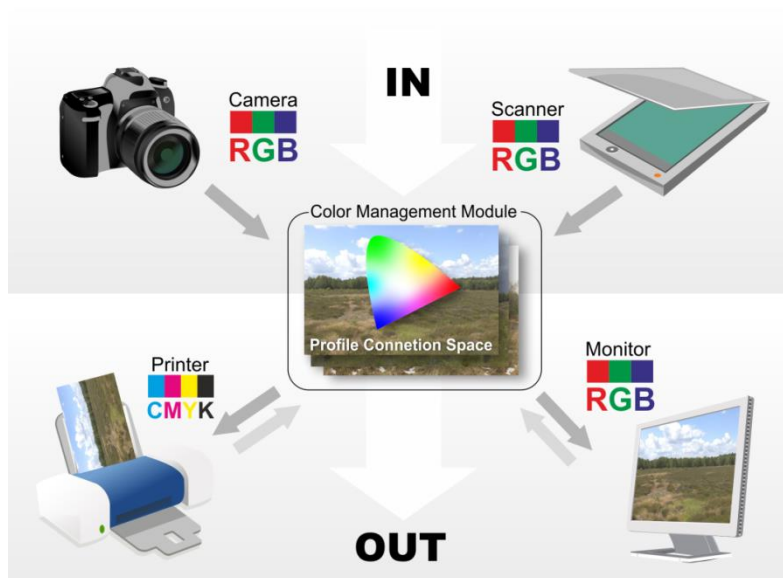 IN
Camera
RGB
Scanner
RGB
Color Management Module
Profile Connetion Space
Printer
CMYK
Monitor
RGB
OUT